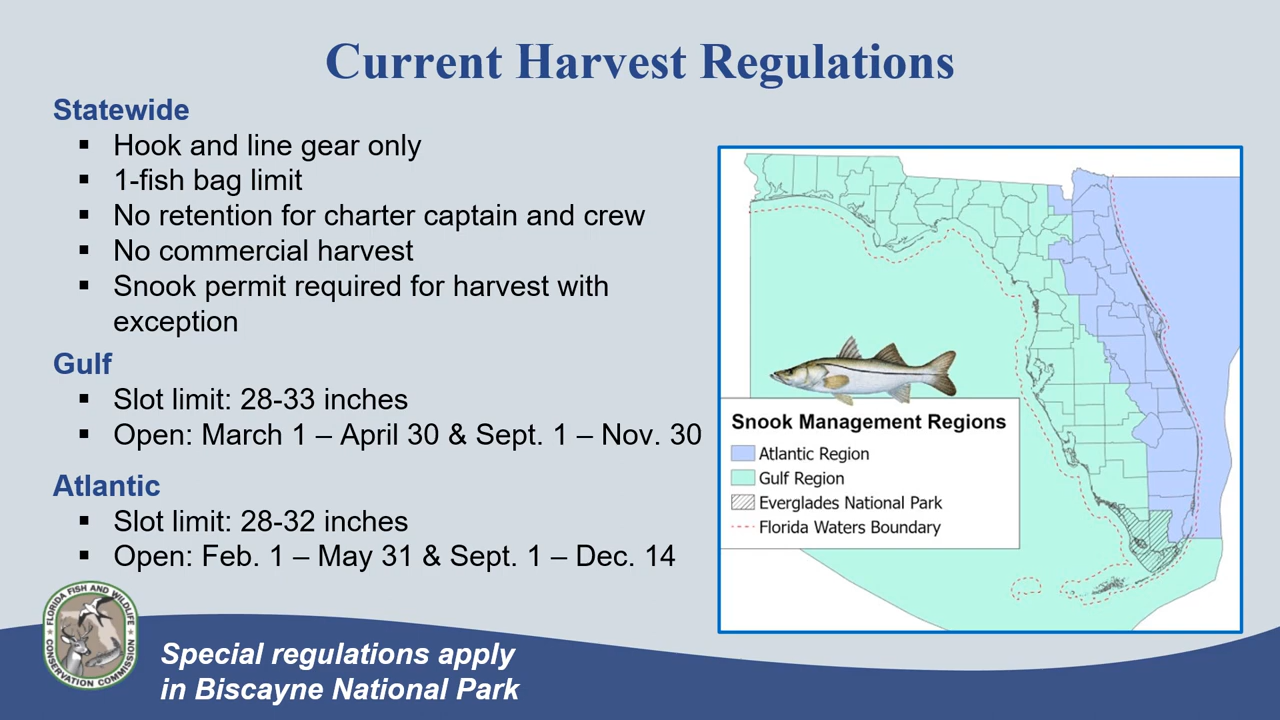 Current Harvest Regulations
Statewide
▪ Hook and line gear only
▪ 1-fish bag limit
▪ No retention for charter captain and crew
▪ No commercial harvest
▪ Snook permit required for harvest with
exception
Gulf
▪ Slot limit: 28-33 inches
▪ Open: March 1 – April 30 & Sept. 1 – Nov. 30
Atlantic
▪ Slot limit: 28-32 inches
▪ Open: Feb. 1 – May 31 & Sept. 1 – Dec. 14
Snook Management Regions
Atlantic Region
Gulf Region
Everglades National Park
Florida Waters Boundary
FLORIDA FISH AND WILDLIFE
CONSERVATION COMMISSION
Special regulations apply
in Biscayne National Park